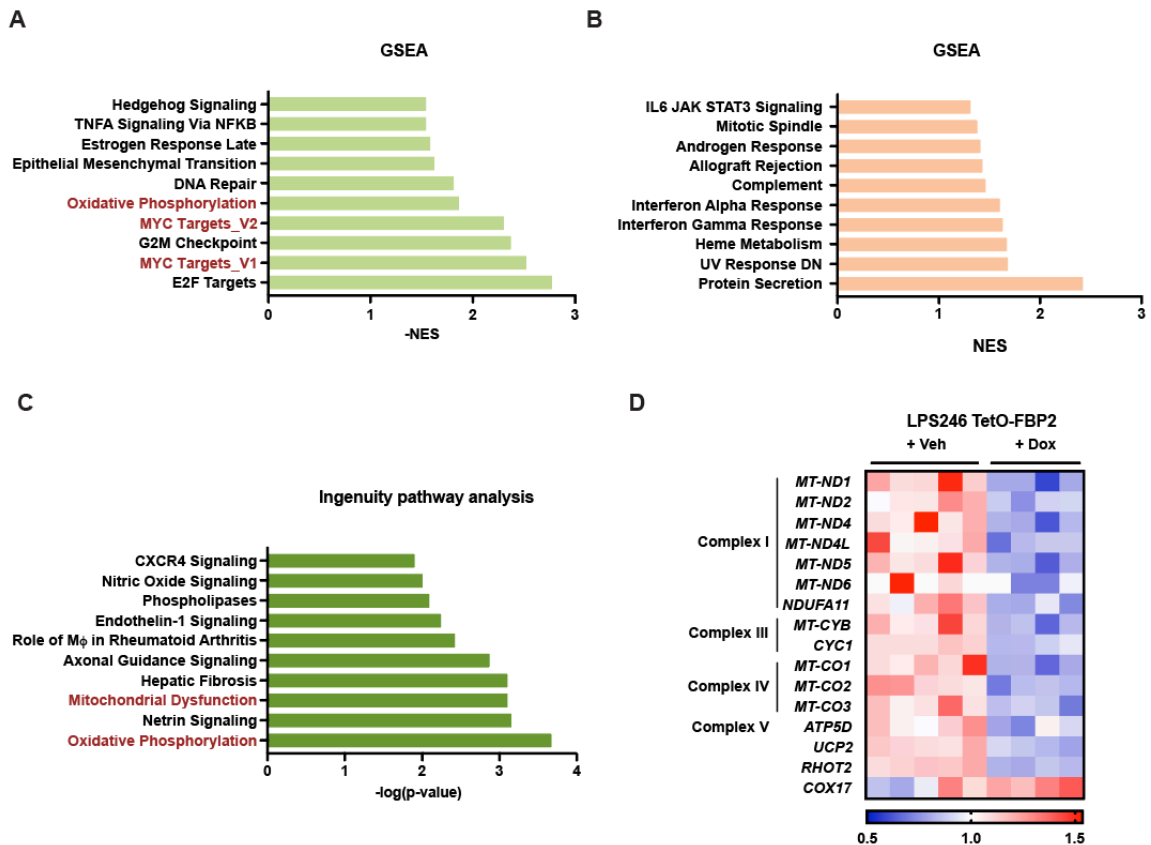 A
GSEA
Hedgehog Signaling
TNFA Signaling Via NFKB
Estrogen Response Late
Epithelial Mesenchymal Transition
DNA Repair
Oxidative Phosphorylation
MYC Targets_V2
G2M Checkpoint
MYC Targets_V1
E2F Targets
0 1 2 3
-NES
B
GSEA
IL6 JAK STAT3 Signaling
Mitotic Spindle
Androgen Response
Allograft Rejection
Complement
Interferon Alpha Response
Interferon Gamma Response
Heme Metabolism
UV Response DN
Protein Secretion
0 1 2 3
NES
C
Ingenuity pathway analysis
CXCR4 Signaling
Nitric Oxide Signaling
Phospholipases
Endothelin-1 Signaling
Role of Mϕ in Rheumatoid Arthritis
Axonal Guidance Signaling
Hepatic Fibrosis
Mitochondrial Dysfunction
Netrin Signaling
Oxidative Phosphorylation
0 1 2 3 4
-log(p-value)
D
LPS246 TetO-FBP2
+ Veh + Dox
MT-ND1
MT-ND2
MT-ND4
Complex I MT-ND4L
MT-ND5
MT-ND6
NDUFA11
MT-CYB
Complex III
CYC1
MT-CO1
Complex IV MT-CO2
MT-CO3
Complex V ATP5D
UCP2
RHOT2
COX17
0.5 1.0 1.5